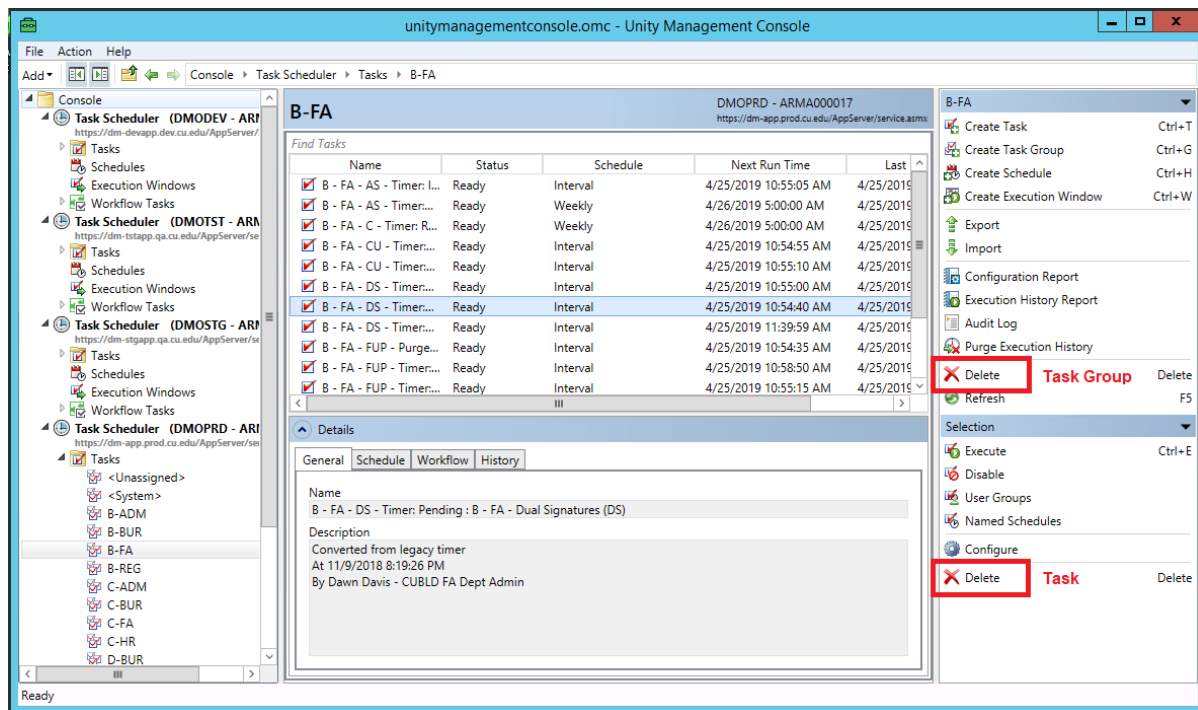 unitymanagementconsole.omc - Unity Management Console
File Action Help
Add Console Task Scheduler Tasks B-FA
Console
Task Scheduler (DMODEV - ARM
https://dm-devapp.dev.cu.edu/AppServer/
Tasks
Schedules
Execution Windows
Workflow Tasks
Task Scheduler (DMOTST - ARM
https://dm-tstapp.qa.cu.edu/AppServer/se
Tasks
Schedules
Execution Windows
Workflow Tasks
Task Scheduler (DMOSTG - ARM
https://dm-stgapp.qa.cu.edu/AppServer/se
Tasks
Schedules
Execution Windows
Workflow Tasks
Task Scheduler (DMOPRD - ARM
https://dm-app.prod.cu.edu/AppServer/ser
Tasks
<Unassigned>
<System>
B-ADM
B-BUR
B-FA
B-REG
C-ADM
C-BUR
C-FA
C-HR
D-BUR
B-FA
DMOPRD - ARMA000017
https://dm-app.prod.cu.edu/AppServer/service.asmx
Find Tasks
Name Status Schedule Next Run Time Last
B - FA - AS - Timer: I... Ready Interval 4/25/2019 10:55:05 AM 4/25/2019
B - FA - AS - Timer:... Ready Weekly 4/26/2019 5:00:00 AM 4/25/2019
B - FA - C - Timer: R... Ready Weekly 4/26/2019 5:00:00 AM 4/25/2019
B - FA - CU - Timer:... Ready Interval 4/25/2019 10:54:55 AM 4/25/2019
B - FA - CU - Timer:... Ready Interval 4/25/2019 10:55:10 AM 4/25/2019
B - FA - DS - Timer:... Ready Interval 4/25/2019 10:55:00 AM 4/25/2019
B - FA - DS - Timer:... Ready Interval 4/25/2019 10:54:40 AM 4/25/2019
B - FA - DS - Timer:... Ready Interval 4/25/2019 11:39:59 AM 4/25/2019
B - FA - FUP - Purge... Ready Interval 4/25/2019 10:54:35 AM 4/25/2019
B - FA - FUP - Timer:... Ready Interval 4/25/2019 10:58:50 AM 4/25/2019
B - FA - FUP - Timer:... Ready Interval 4/25/2019 10:55:15 AM 4/25/2019
Details
General Schedule Workflow History
Name
B - FA - DS - Timer: Pending : B - FA - Dual Signatures (DS)
Description
Converted from legacy timer
At 11/9/2018 8:19:26 PM
By Dawn Davis - CUBLD FA Dept Admin
B-FA
Create Task Ctrl+T
Create Task Group Ctrl+G
Create Schedule Ctrl+H
Create Execution Window Ctrl+W
Export
Import
Configuration Report
Execution History Report
Audit Log
Purge Execution History
Delete Task Group Delete
Refresh F5
Selection
Execute Ctrl+E
Disable
User Groups
Named Schedules
Configure
Delete Task Delete
Ready